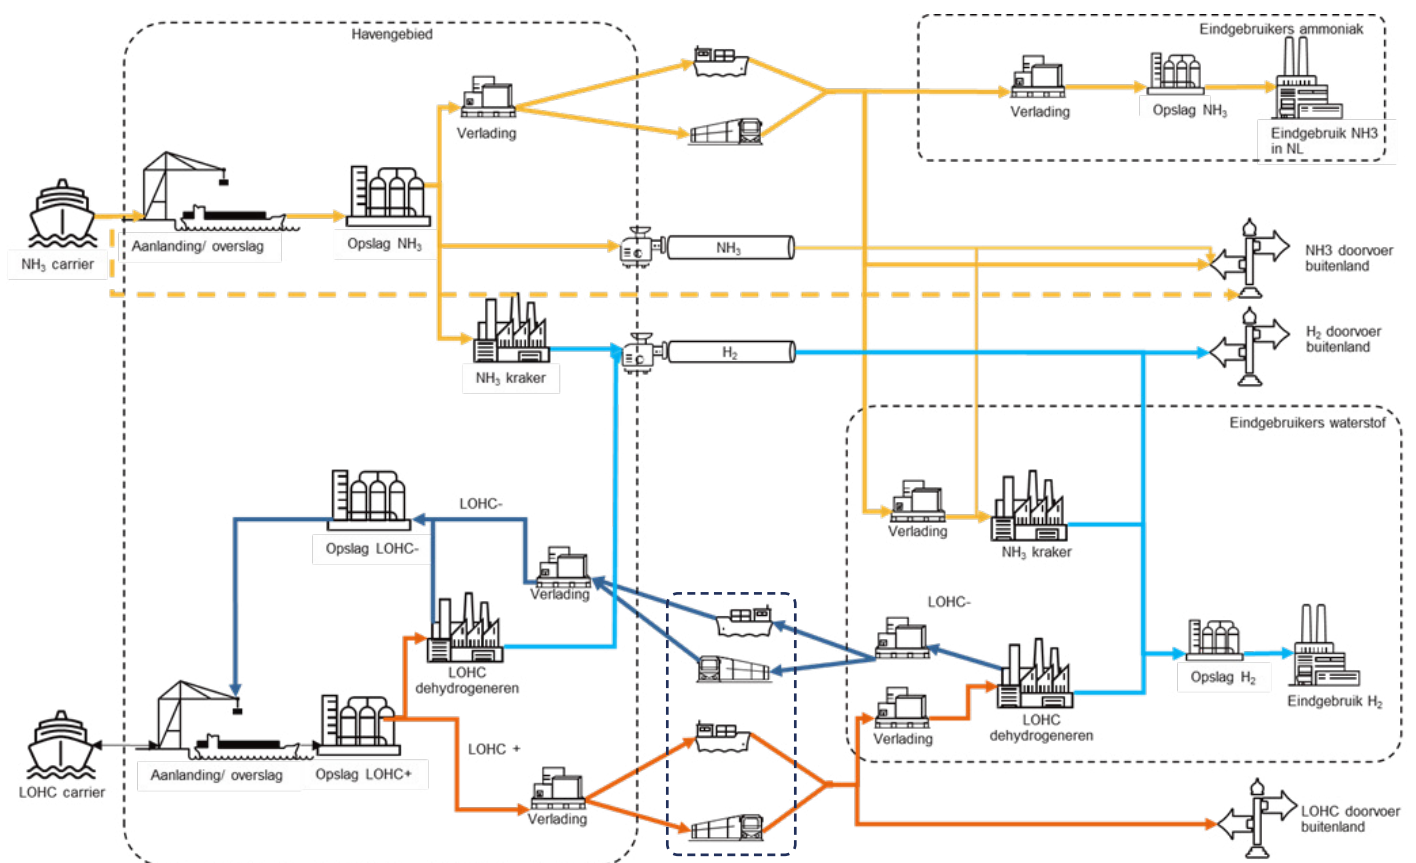 Havengebied
Eindgebruikers ammoniak
Verlading
Verlading
Opslag NH₃
Eindgebruik NH3
in NL
NH₃ carrier
Aanlanding/ overslag
Opslag NH₃
NH₃
NH3 doorvoer
buitenland
H₂
H₂ doorvoer
buitenland
NH₃ kraker
Eindgebruikers waterstof
LOHC-
Opslag LOHC-
Verlading
NH₃ kraker
Verlading
LOHC-
LOHC
dehydrogeneren
Opslag H₂
Eindgebruik H₂
LOHC +
Verlading
LOHC
dehydrogeneren
LOHC carrier
Aanlanding/ overslag
Opslag LOHC+
Verlading
LOHC doorvoer
buitenland